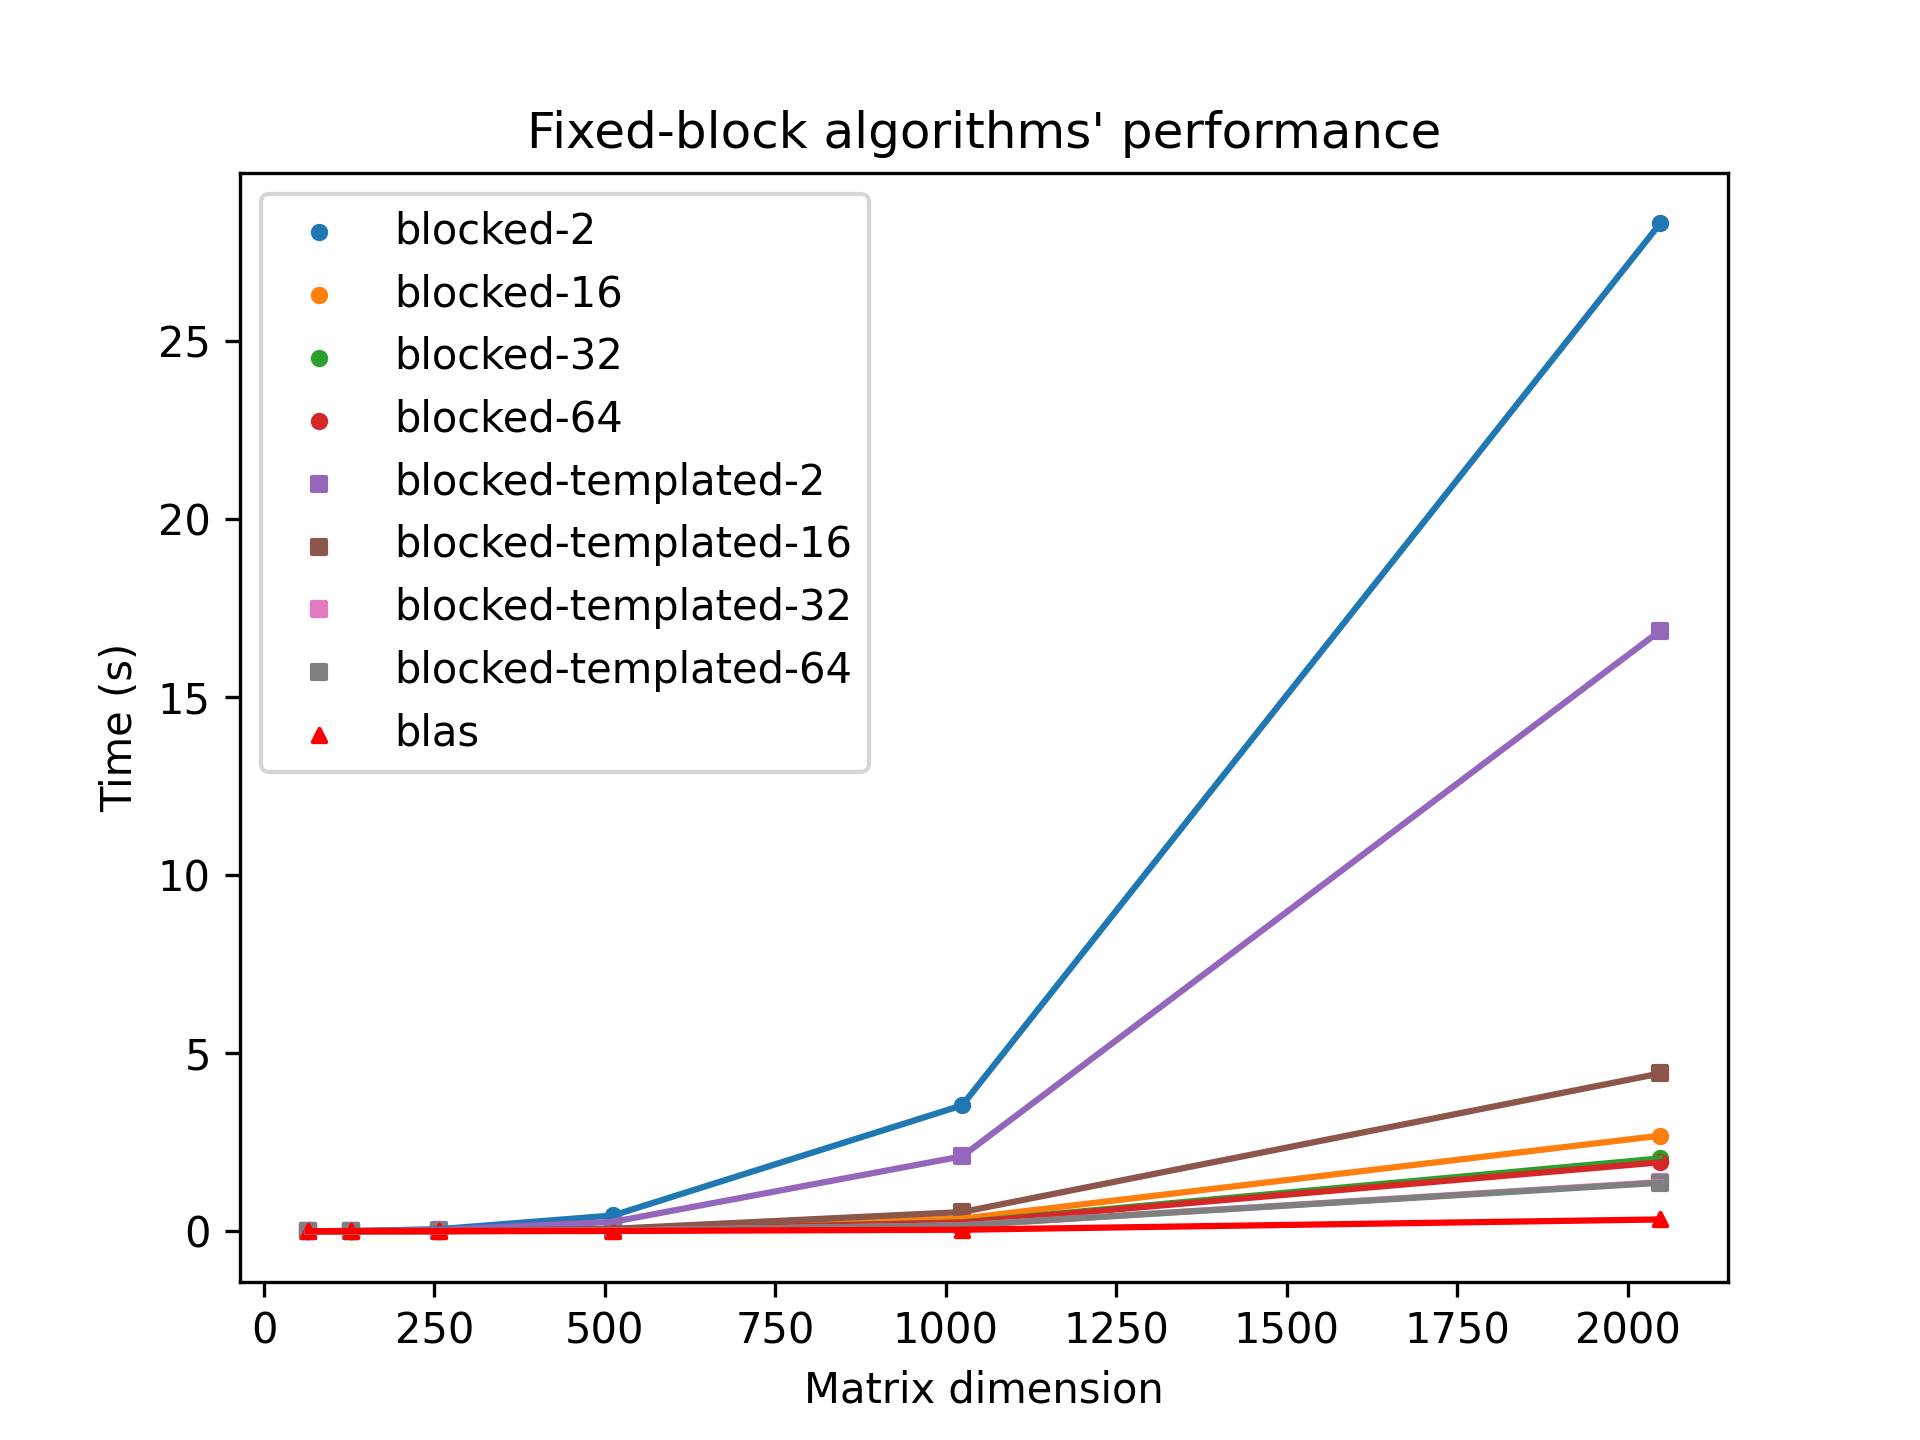 Fixed-block algorithms' performance
blocked-2
blocked-16
blocked-32
blocked-64
blocked-templated-2
blocked-templated-16
blocked-templated-32
blocked-templated-64
blas
25
20
15
10
5
0
Time (s)
0 250 500 750 1000 1250 1500 1750 2000
Matrix dimension